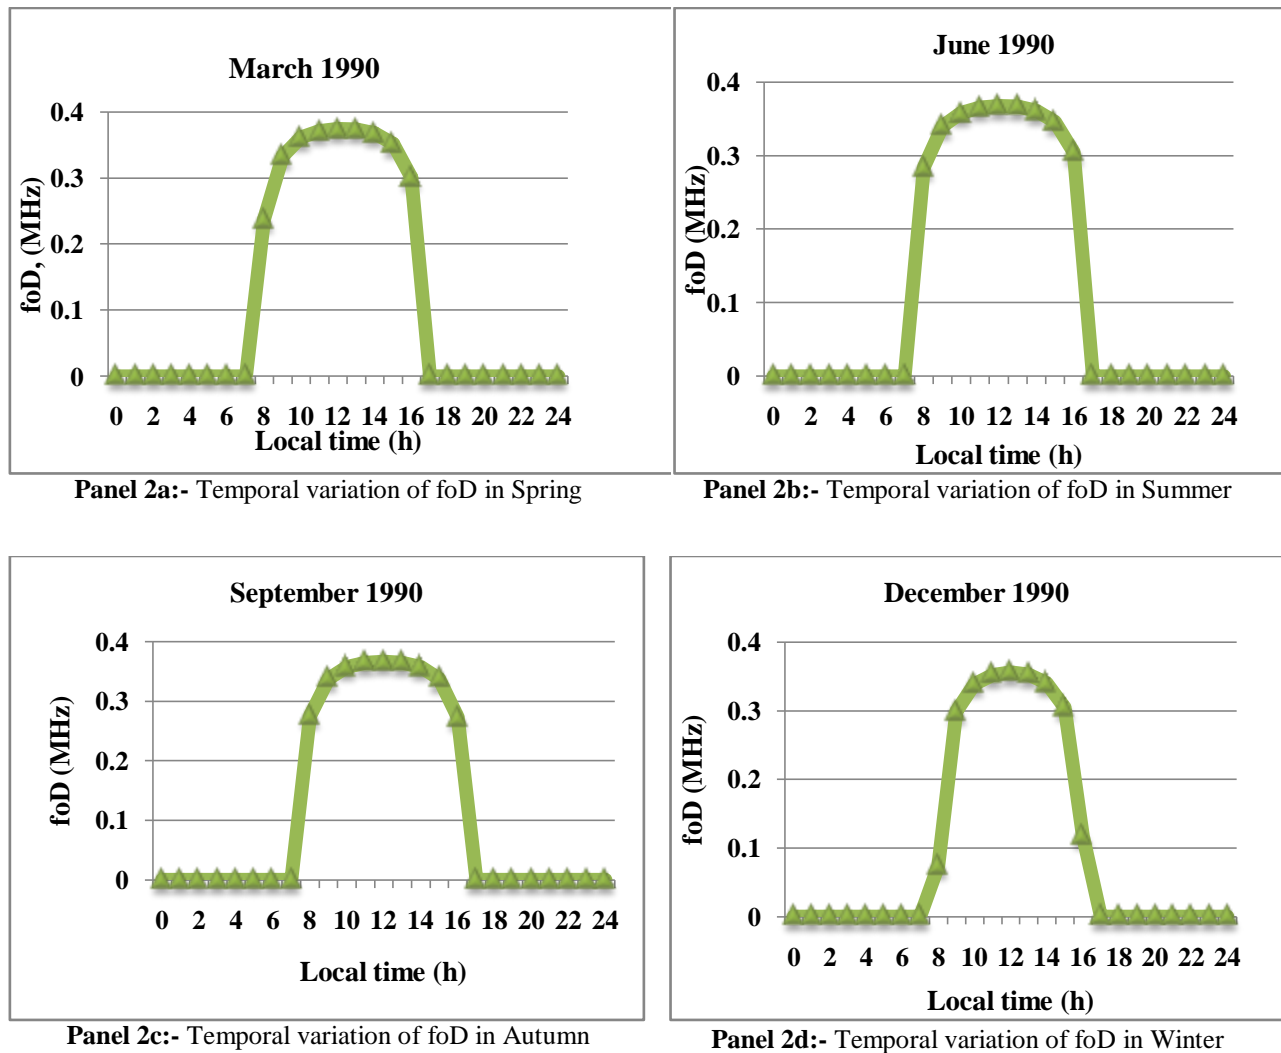 March 1990
0.4
0.3
0.2
0.1
0
foD, (MHz)
0 2 4 6 8 10 12 14 16 18 20 22 24
Local time (h)
Panel 2a:- Temporal variation of foD in Spring
June 1990
0.4
0.3
0.2
0.1
0
foD (MHz)
0 2 4 6 8 10 12 14 16 18 20 22 24
Local time (h)
Panel 2b:- Temporal variation of foD in Summer
September 1990
0.4
0.3
0.2
0.1
0
foD (MHz)
0 2 4 6 8 10 12 14 16 18 20 22 24
Local time (h)
Panel 2c:- Temporal variation of foD in Autumn
December 1990
0.4
0.3
0.2
0.1
0
foD (MHz)
0 2 4 6 8 10 12 14 16 18 20 22 24
Local time (h)
Panel 2d:- Temporal variation of foD in Winter